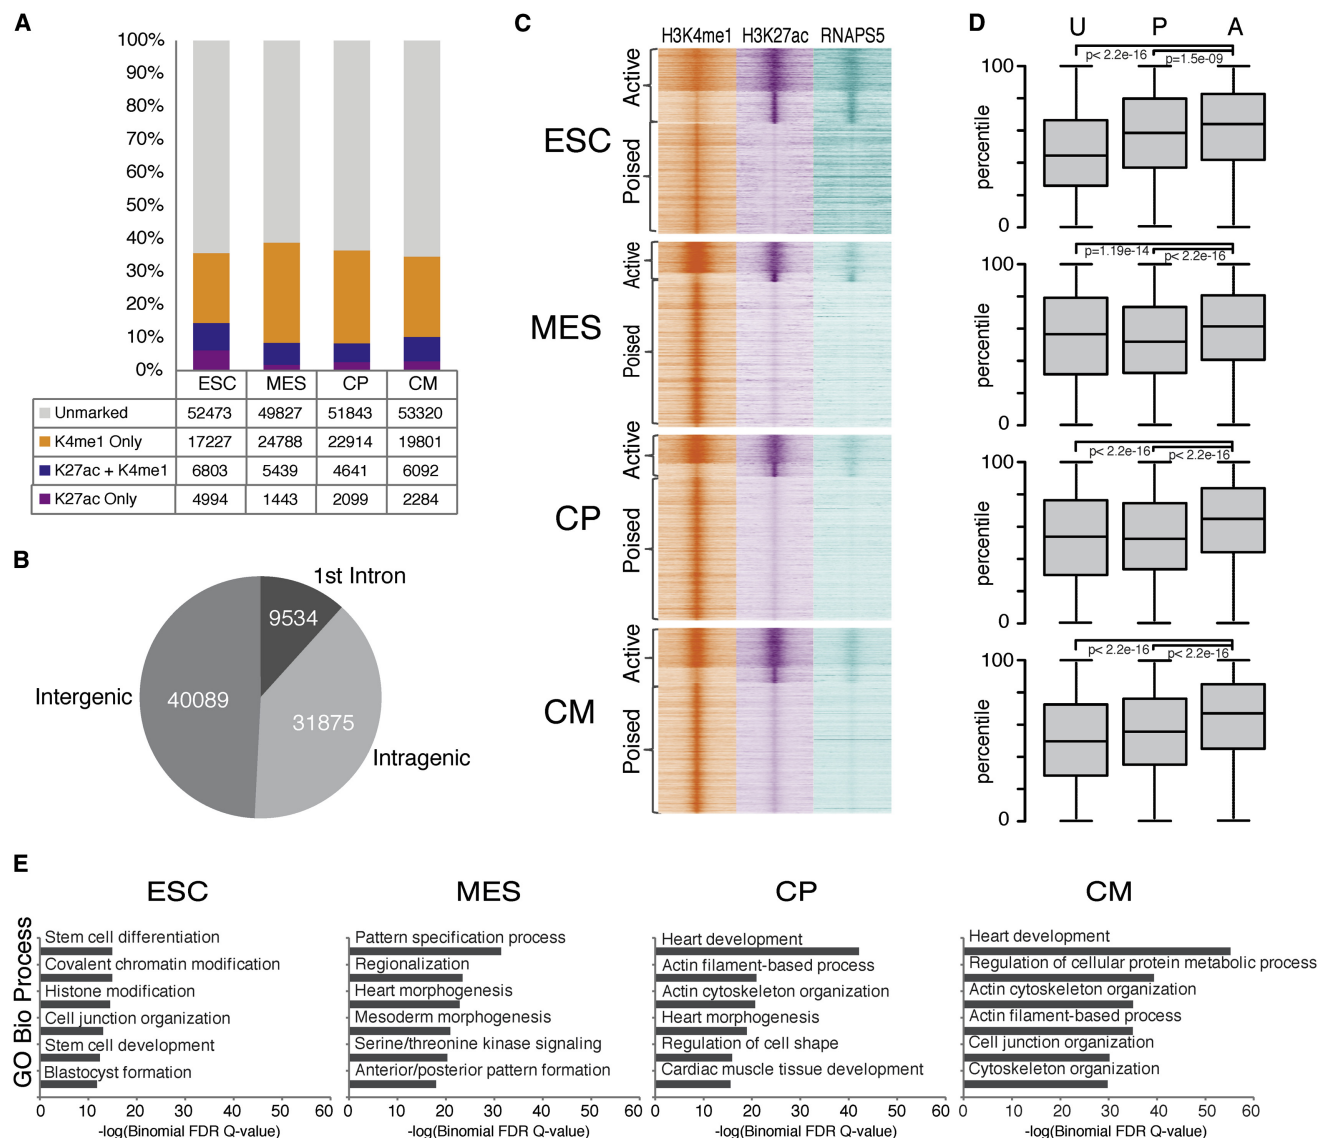 A
100%
90%
80%
70%
60%
50%
40%
30%
20%
10%
0%
ESC MES CP CM
Unmarked 52473 49827 51843 53320
K4me1 Only 17227 24788 22914 19801
K27ac + K4me1 6803 5439 4641 6092
K27ac Only 4994 1443 2099 2284
B
1st Intron
9534
Intergenic
40089
31875
Intragenic
C
H3K4me1 H3K27ac RNAPS5
ESC
Active
Poised
MES
Active
Poised
CP
Active
Poised
CM
Active
Poised
D
U P A
p< 2.2e-16
p=1.5e-09
100
percentile
0
p=1.19e-14
p< 2.2e-16
100
percentile
0
p< 2.2e-16
p< 2.2e-16
100
percentile
0
p< 2.2e-16
p< 2.2e-16
100
percentile
0
E
GO Bio Process
ESC
Stem cell differentiation
Covalent chromatin modification
Histone modification
Cell junction organization
Stem cell development
Blastocyst formation
0 10 20 30 40 50 60
-log(Binomial FDR Q-value)
MES
Pattern specification process
Regionalization
Heart morphogenesis
Mesoderm morphogenesis
Serine/threonine kinase signaling
Anterior/posterior pattern formation
0 10 20 30 40 50 60
-log(Binomial FDR Q-value)
CP
Heart development
Actin filament-based process
Actin cytoskeleton organization
Heart morphogenesis
Regulation of cell shape
Cardiac muscle tissue development
0 10 20 30 40 50 60
-log(Binomial FDR Q-value)
CM
Heart development
Regulation of cellular protein metabolic process
Actin cytoskeleton organization
Actin filament-based process
Cell junction organization
Cytoskeleton organization
0 10 20 30 40 50 60
-log(Binomial FDR Q-value)